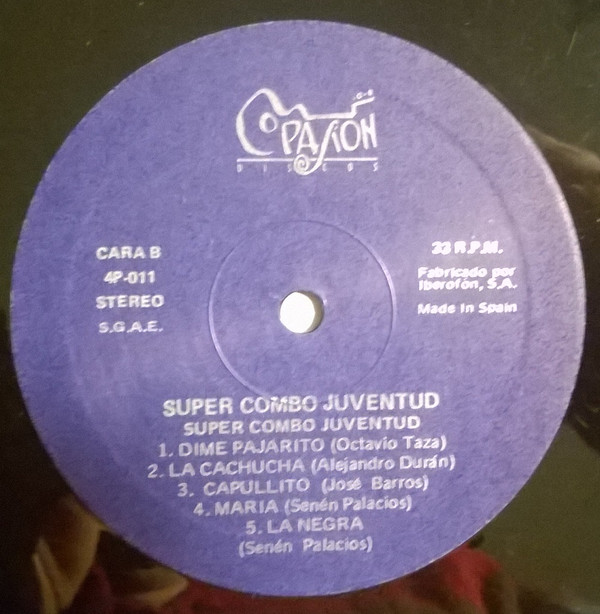 PASION
DISCOS
CARA B
4P-011
STEREO
S.G.A.E.
33 R.P.M.
Fabricado por
Iberofón, S.A.
Made In Spain
SUPER COMBO JUVENTUD
SUPER COMBO JUVENTUD
1. DIME PAJARITO (Octavio Taza)
2. LA CACHUCHA (Alejandro Durán)
3. CAPULLITO (José Barros)
4. MARIA (Senén Palacios)
5. LA NEGRA
(Senén Palacios)